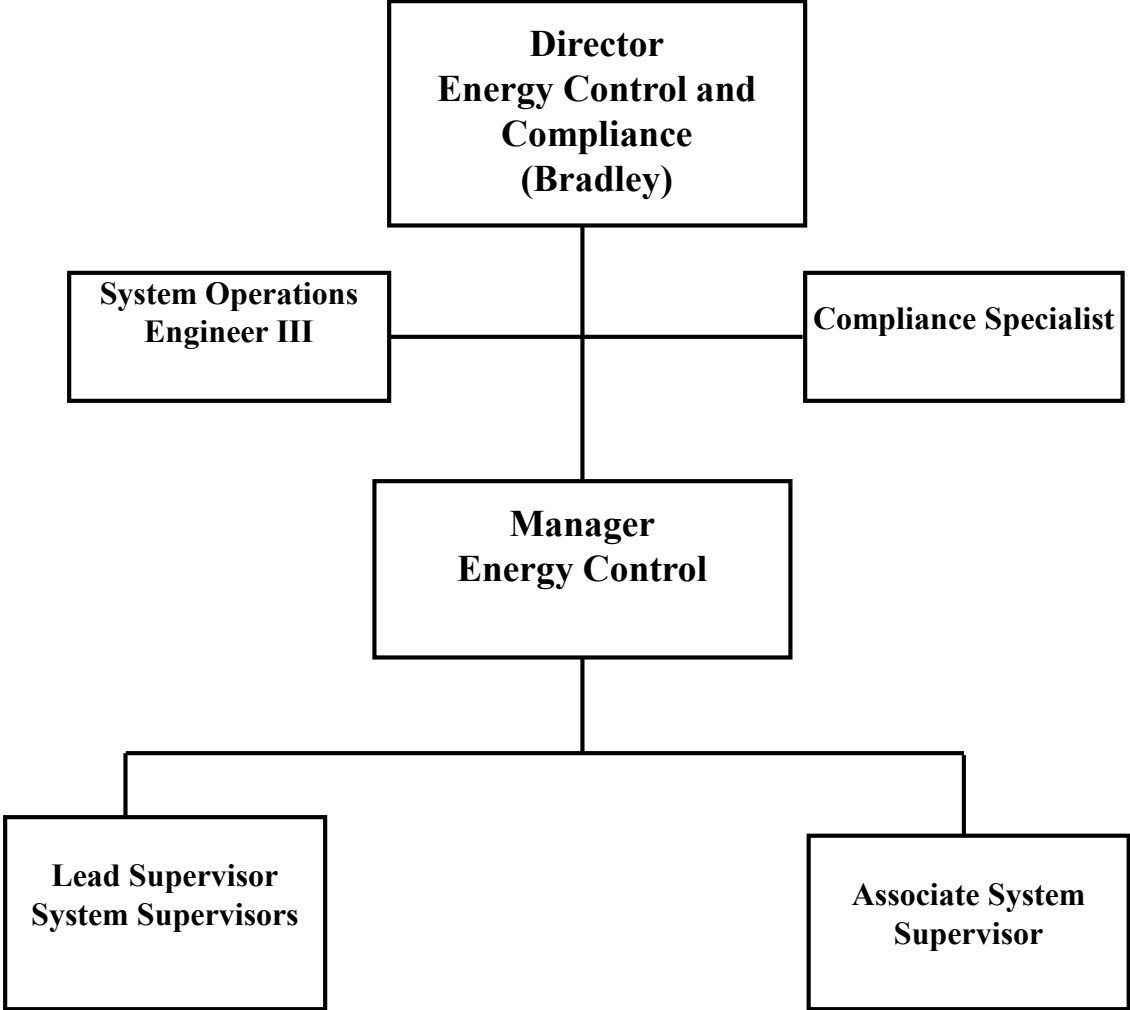 Director
Energy Control and
Compliance
(Bradley)
System Operations
Engineer III
Compliance Specialist
Manager
Energy Control
Lead Supervisor
System Supervisors
Associate System
Supervisor